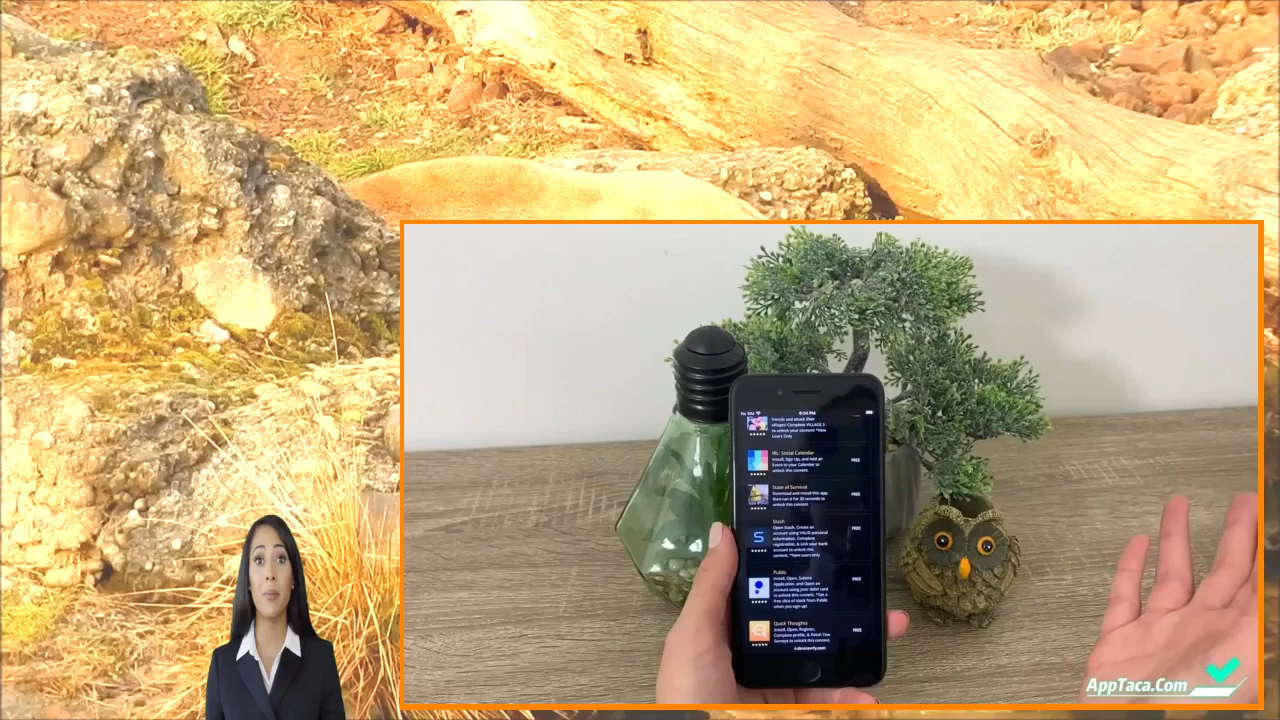 No SIM
6:34 PM
friends and attack their
villages! Complete VILLAGE 3
to unlock your content *New
Users Only
IRL: Social Calendar
Install, Sign Up, and Add an
Event to your Calendar to
unlock this content.
FREE
State of Survival
Download and install this app
then run it for 30 seconds to
unlock this content
FREE
Stash
Open Stash, Create an
account using VALID personal
information, Complete
registration, & Link your bank
account to unlock this
content. *New users only
FREE
S
Public
Install, Open, Submit
Application, and Open an
account using your debit card
to unlock this content. *Get a
free slice of stock from Public
when you sign up!
FREE
Quick Thoughts
Install, Open, Register,
Complete profile, & Finish Two
Surveys to unlock this content.
FREE
AppTaca.Com